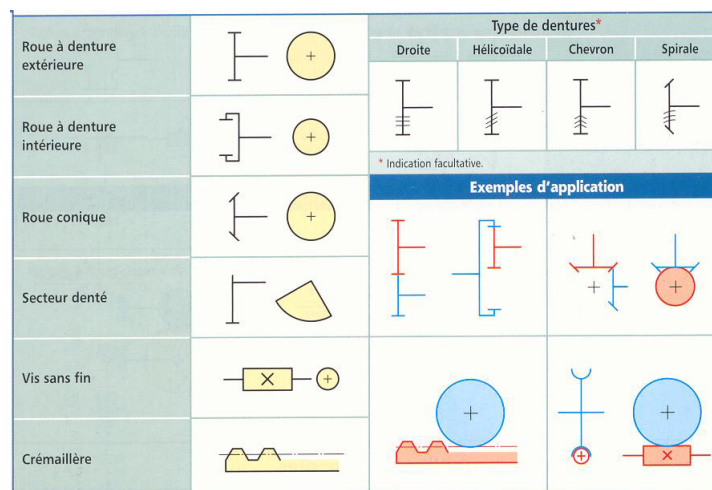 Roue à denture
extérieure
Roue à denture
intérieure
Roue conique
Secteur denté
Vis sans fin
Crémaillère
Type de dentures*
Droite
Hélicoïdale
Chevron
Spirale
* Indication facultative.
Exemples d'application